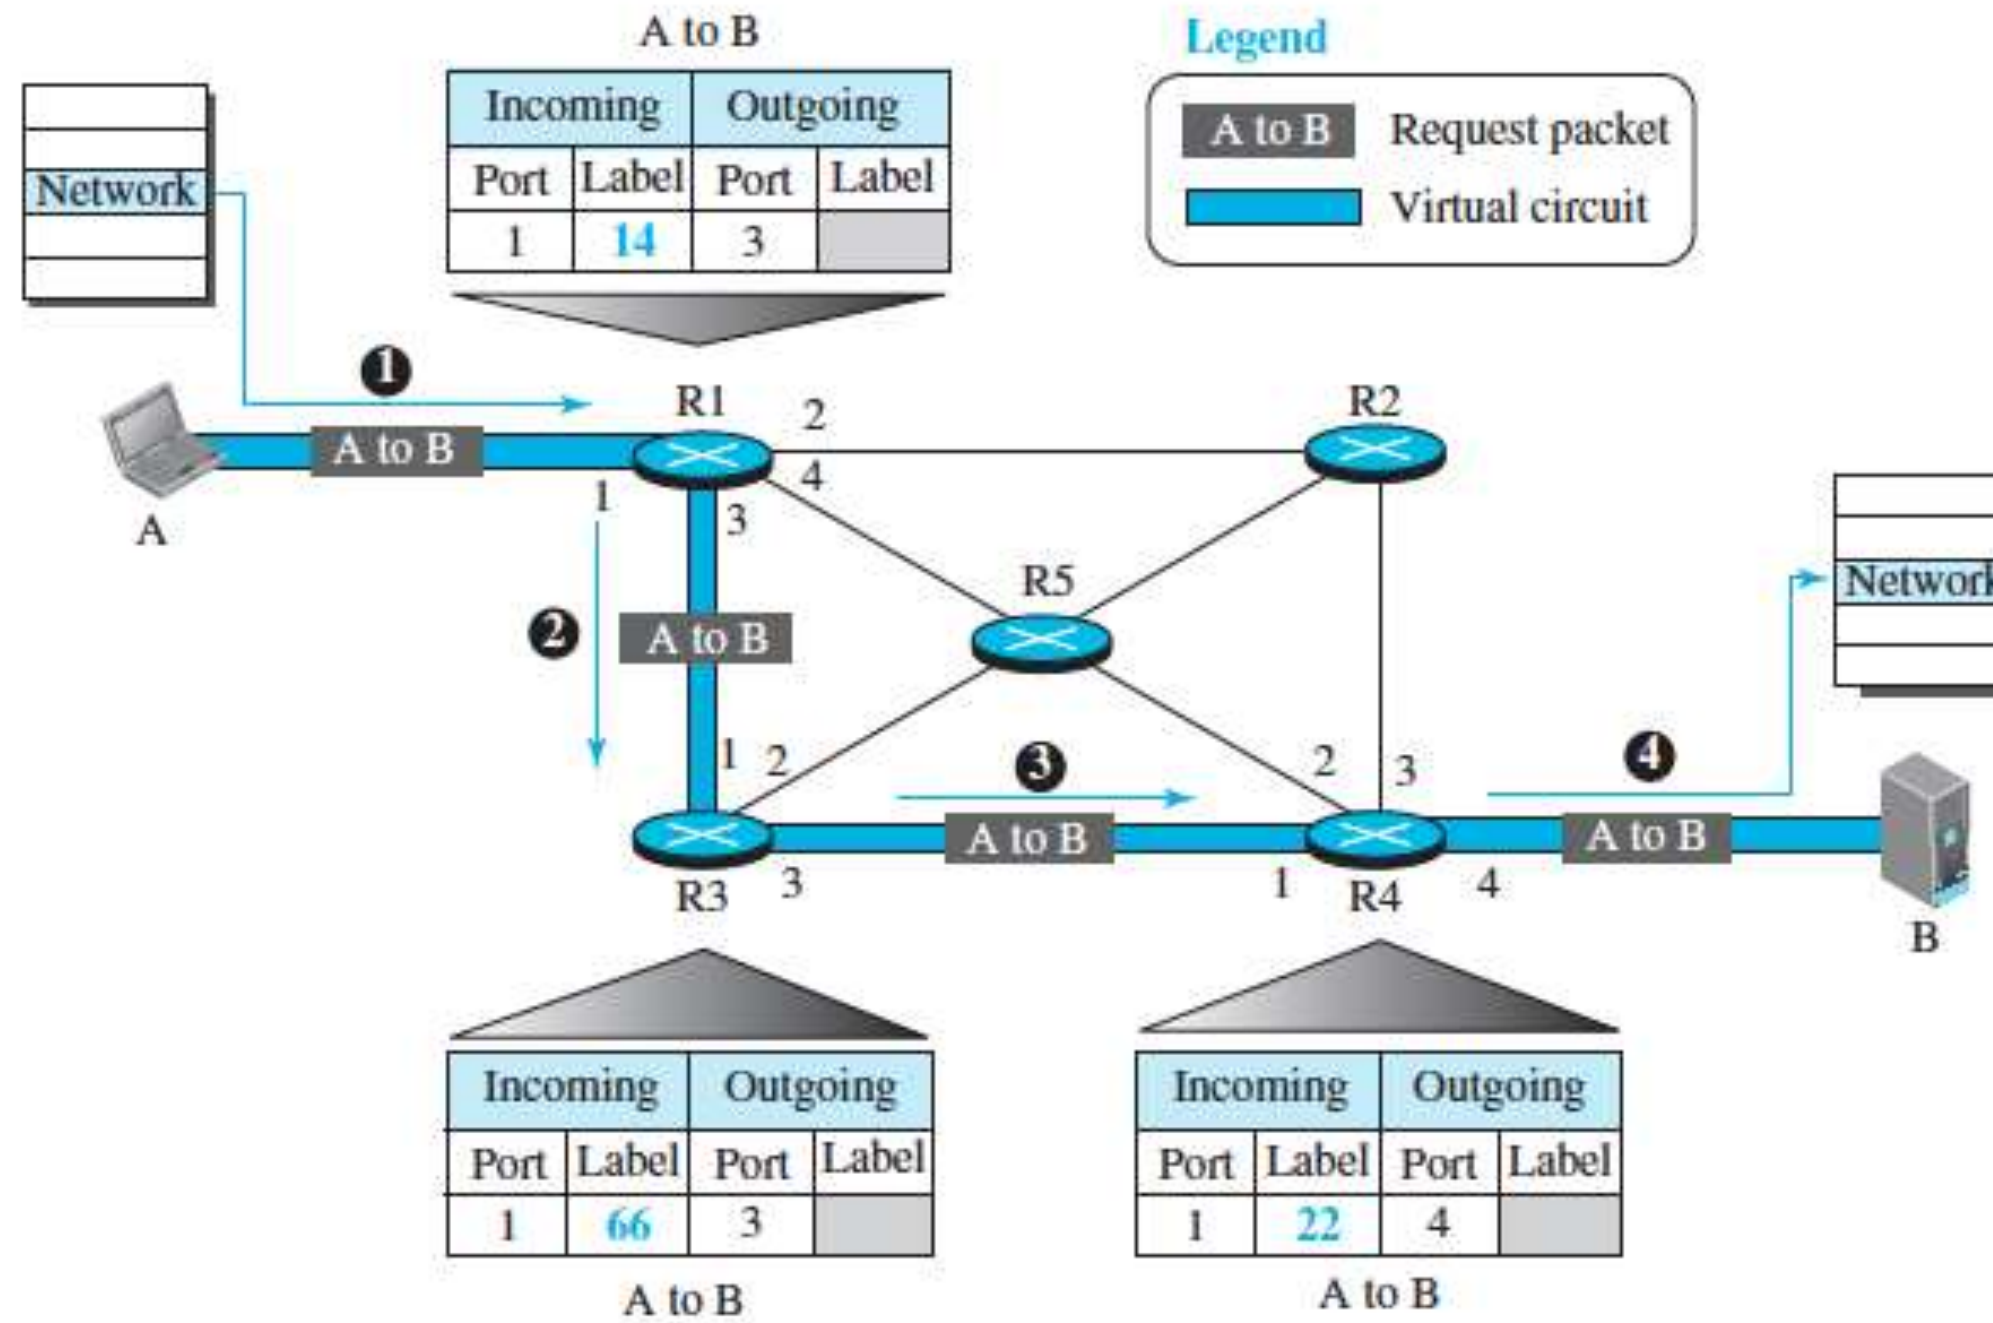 A to B
Legend
Incoming Outgoing
Port Label Port Label
1 14 3
A to B Request packet
Virtual circuit
Network
1
R1
2
R2
A to B
4
1
3
A
R5
Network
2
A to B
1 2
3
2
3
4
A to B
A to B
R3
3
1
R4
4
B
Incoming Outgoing
Port Label Port Label
1 66 3
A to B
Incoming Outgoing
Port Label Port Label
1 22 4
A to B